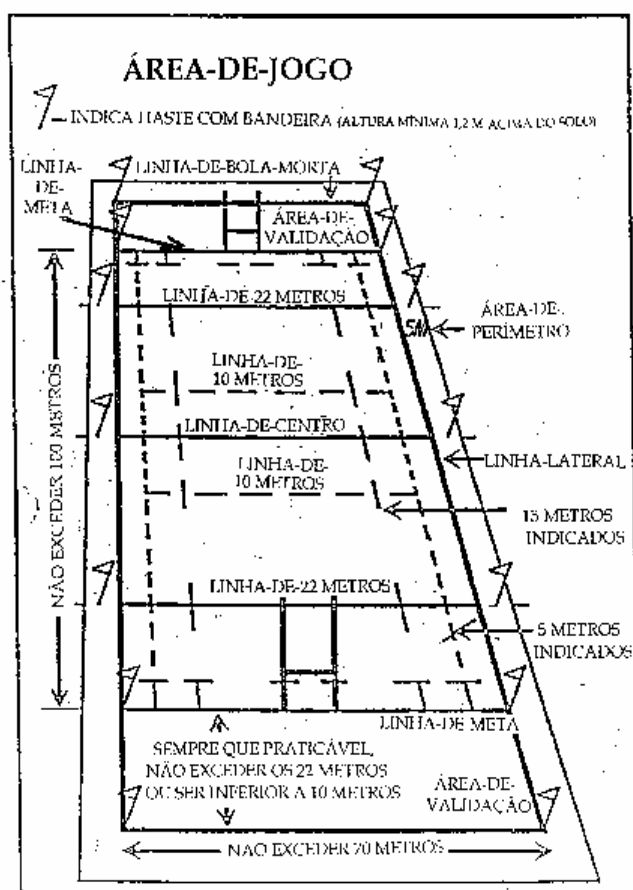 ÁREA-DE-JOGO
INDICA HASTE COM BANDEIRA (ALTURA MÍNIMA 1,2 M ACIMA DO SOLO)
LINHA-
DE-
META
LINHA-DE-BOLA-MORTA
ÁREA-DE-
VALIDAÇÃO
LINHA-DE-22 METROS
5M
ÁREA-DE-
PERÍMETRO
LINHA-DE-
10 METROS
LINHA-DE-CENTRO
LINHA-LATERAL
LINHA-DE-
10 METROS
15 METROS
INDICADOS
NÃO EXCEDER 100 METROS
LINHA-DE-22 METROS
5 METROS
INDICADOS
LINHA-DE META
SEMPRE QUE PRATICÁVEL,
NÃO EXCEDER OS 22 METROS
OU SER INFERIOR A 10 METROS
ÁREA-DE-
VALIDAÇÃO
NÃO EXCEDER 70 METROS